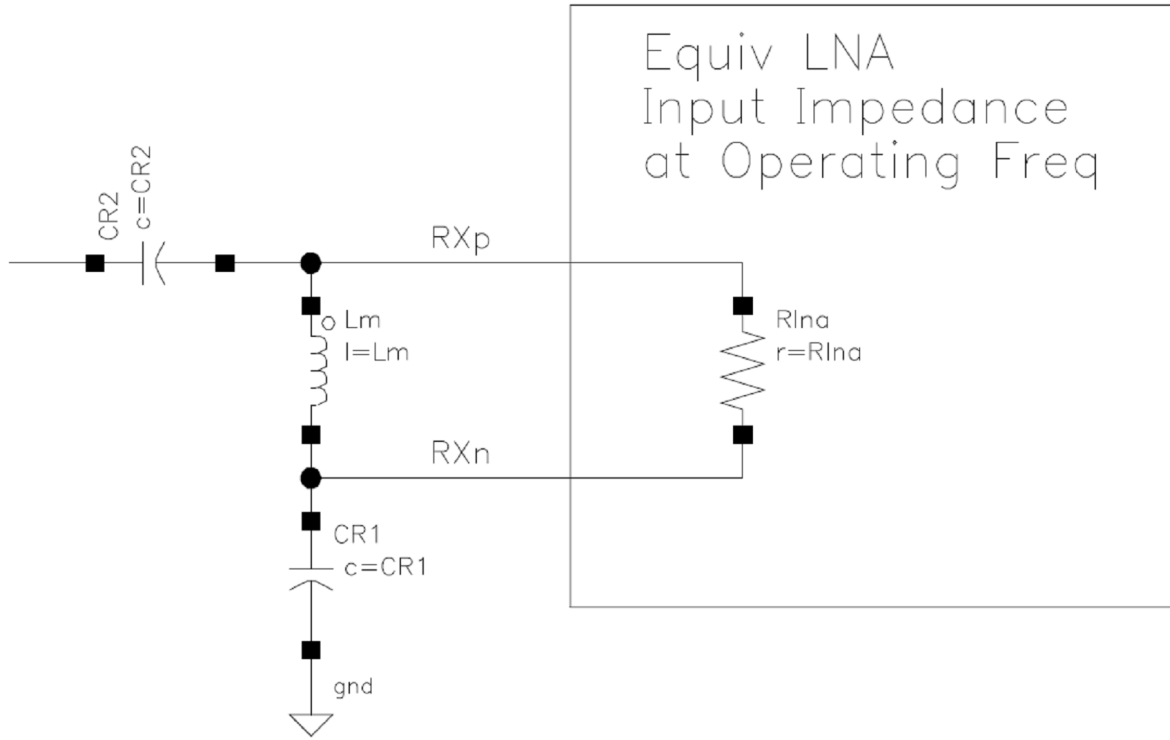 Equiv LNA
Input Impedance
at Operating Freq
CR2
c=CR2
RXp
Lm
l=Lm
Rlna
r=Rlna
RXn
CR1
c=CR1
gnd